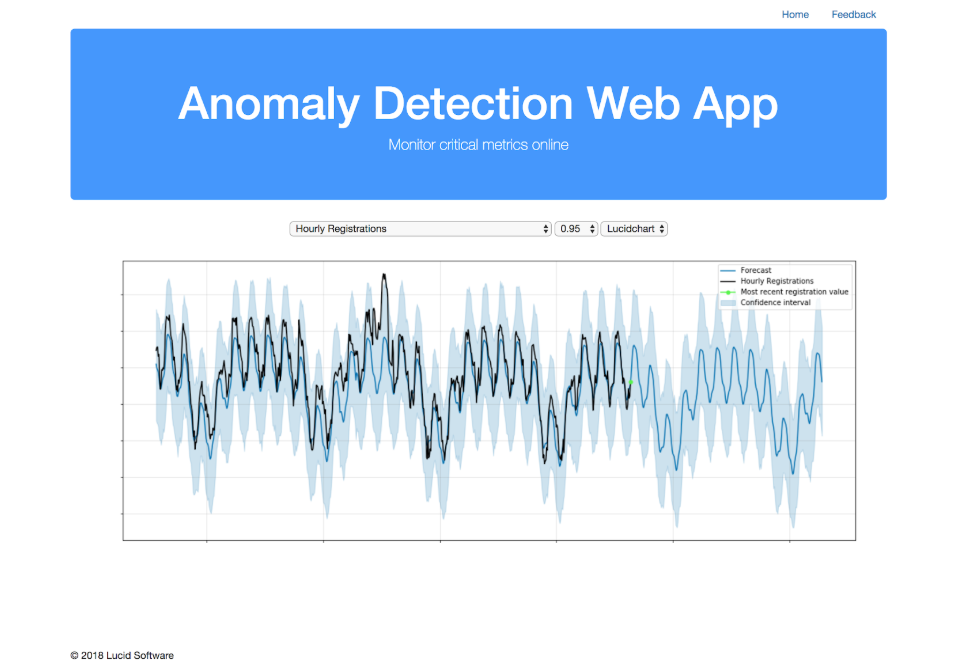 Home Feedback
Anomaly Detection Web App
Monitor critical metrics online
Hourly Registrations 0.95 Lucidchart
Forecast
Hourly Registrations
Most recent registration value
Confidence interval
© 2018 Lucid Software